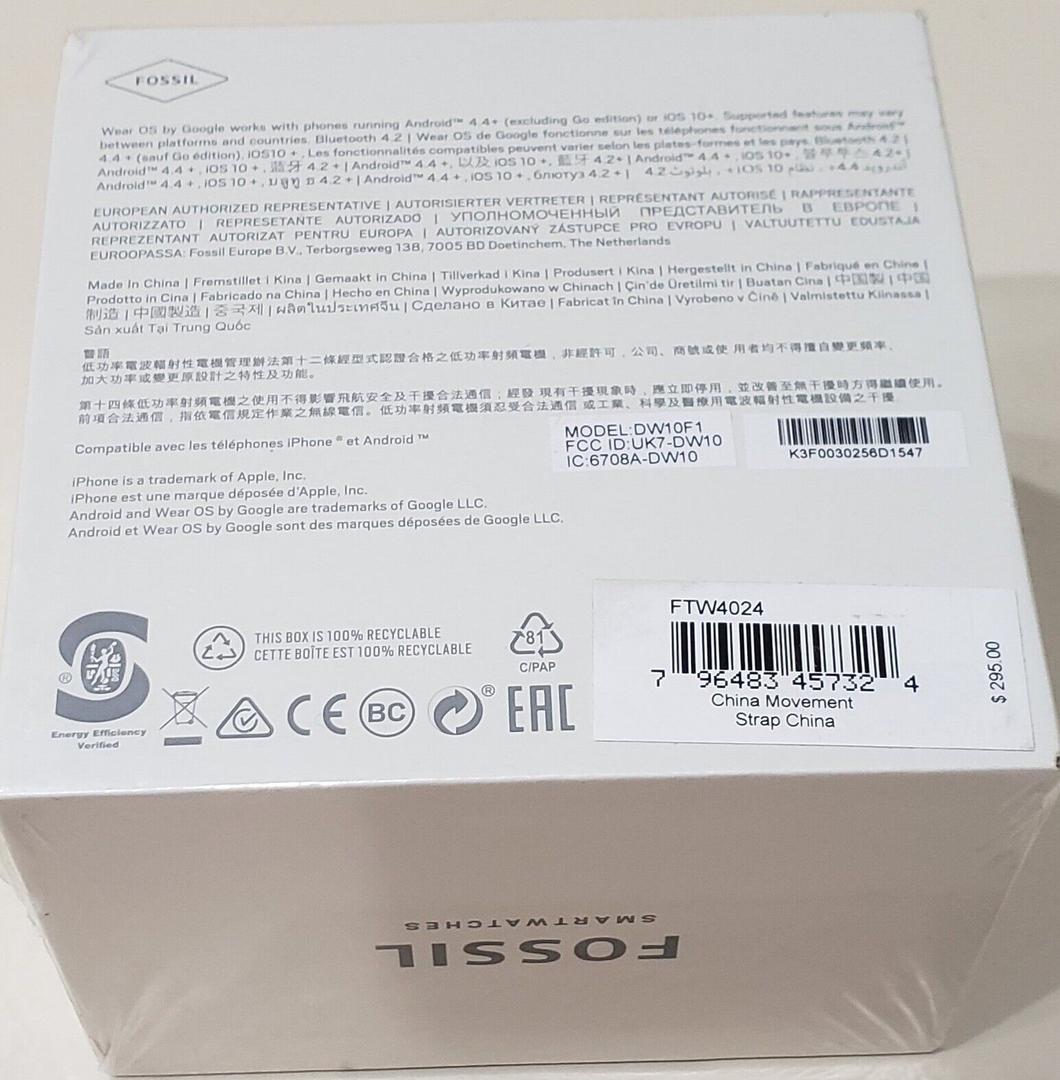 FOSSIL
Wear OS by Google works with phones running Android™ 4.4+ (excluding Go edition) or iOS 10+. Supported features may vary
between platforms and countries. Bluetooth 4.2 | Wear OS de Google fonctionne sur les téléphones fonctionnant sous Android™
4.4 + (sauf Go édition), iOS10 +. Les fonctionnalités compatibles peuvent varier selon les plates-formes et les pays. Bluetooth 4.2 |
Android™ 4.4 + , iOS 10 + , 蓝牙 4.2 + | Android™ 4.4 +, 以及 iOS 10 +, 藍牙 4.2+ | Android™ 4.4 + , iOS 10+ , 블루투스 4.2+ |
Android™ 4.4 + , iOS 10 + , บลูทูธ 4.2 + | Android™ 4.4 + , iOS 10 + , блютуз 4.2 + | أندرويد 4.4+, نظام iOS 10+ , بلوتوث 4.2
EUROPEAN AUTHORIZED REPRESENTATIVE | AUTORISIERTER VERTRETER | REPRÉSENTANT AUTORISÉ | RAPPRESENTANTE
AUTORIZZATO | REPRESETANTE AUTORIZADO | УПОЛНОМОЧЕННЫЙ ПРЕДСТАВИТЕЛЬ В ЕВРОПЕ |
REPREZENTANT AUTORIZAT PENTRU EUROPA | AUTORIZOVANÝ ZÁSTUPCE PRO EVROPU | VALTUUTETTU EDUSTAJA
EUROOPASSA: Fossil Europe B.V., Terborgseweg 138, 7005 BD Doetinchem, The Netherlands
Made In China | Fremstillet i Kina | Gemaakt in China | Tillverkad i Kina | Produsert i Kina | Hergestellt in China | Fabriqué en Chine |
Prodotto in Cina | Fabricado na China | Hecho en China | Wyprodukowano w Chinach | Çin'de Üretilmi tir | Buatan Cina | 中国製 | 中国
制造 | 中國製造 | 중국제 | ผลิตในประเทศจีน | Сделано в Китае | Fabricat în China | Vyrobeno v Číně | Valmistettu Kiinassa |
Sản xuất Tại Trung Quốc
警語
低功率電波輻射性電機管理辦法第十二條經型式認證合格之低功率射頻電機，非經許可，公司、商號或使 用者均不得擅自變更頻率、
加大功率或變更原設計之特性及功能。
第十四條低功率射頻電機之使用不得影響飛航安全及干擾合法通信；經發 現有干擾現象時，應立即停用，並改善至無干擾時方得繼續使用。
前項合法通信，指依電信規定作業之無線電信。低功率射頻電機須忍受合法通信 或工業、科學及醫療用電波輻射性電機設備之干擾
Compatible avec les téléphones iPhone ® et Android ™
MODEL:DW10F1
FCC ID:UK7-DW10
IC:6708A-DW10
K3F0030256D1547
iPhone is a trademark of Apple, Inc.
iPhone est une marque déposée d'Apple, Inc.
Android and Wear OS by Google are trademarks of Google LLC.
Android et Wear OS by Google sont des marques déposées de Google LLC.
®
Energy Efficiency
Verified
THIS BOX IS 100% RECYCLABLE
CETTE BOÎTE EST 100% RECYCLABLE
81
C/PAP
CE
BC
®
EAC
FTW4024
7 96483 45732 4
China Movement
Strap China
$ 295.00
FOSSIL
SMARTWATCHES